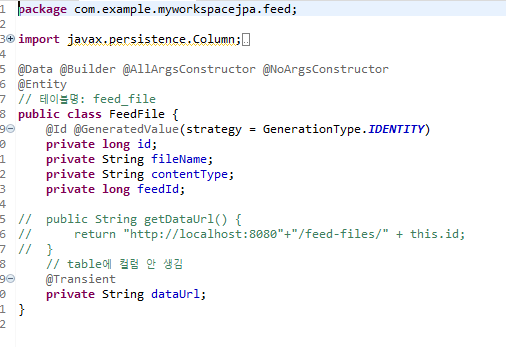 1 package com.example.myworkspacejpa.feed;
2
3 import javax.persistence.Column;
4
5 @Data @Builder @AllArgsConstructor @NoArgsConstructor
6 @Entity
7 // 테이블명: feed_file
8 public class FeedFile {
9 @Id @GeneratedValue(strategy = GenerationType.IDENTITY)
0 private long id;
1 private String fileName;
2 private String contentType;
3 private long feedId;
4
5 // public String getDataUrl() {
6 // return "http://localhost:8080"+"/feed-files/" + this.id;
7 // }
8 // table에 컬럼 안 생김
9 @Transient
0 private String dataUrl;
1 }
2